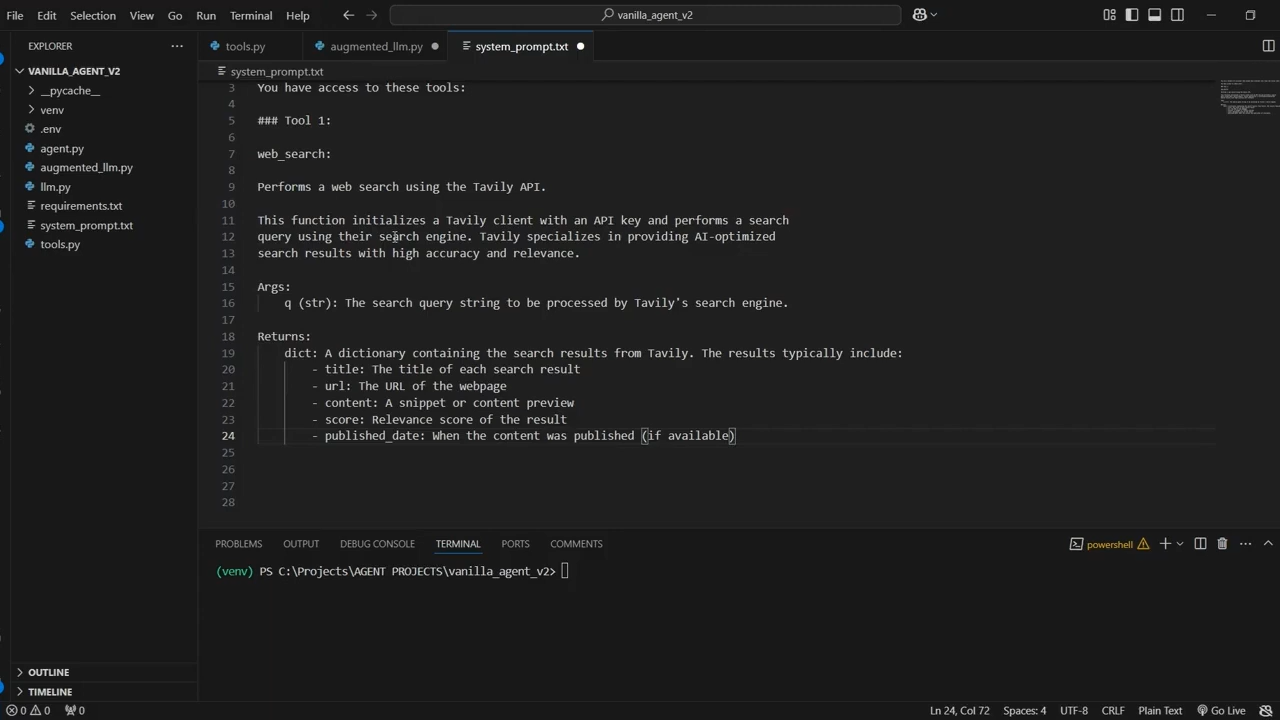 File Edit Selection View Go Run Terminal Help
vanilla_agent_v2
EXPLORER
tools.py
augmented_llm.py
system_prompt.txt
VANILLA_AGENT_V2
__pycache__
venv
.env
agent.py
augmented_llm.py
llm.py
requirements.txt
system_prompt.txt
tools.py
OUTLINE
TIMELINE
system_prompt.txt
3 You have access to these tools:
4
5 ### Tool 1:
6
7 web_search:
8
9 Performs a web search using the Tavily API.
10
11 This function initializes a Tavily client with an API key and performs a search
12 query using their search engine. Tavily specializes in providing AI-optimized
13 search results with high accuracy and relevance.
14
15 Args:
16 q (str): The search query string to be processed by Tavily's search engine.
17
18 Returns:
19 dict: A dictionary containing the search results from Tavily. The results typically include:
20 - title: The title of each search result
21 - url: The URL of the webpage
22 - content: A snippet or content preview
23 - score: Relevance score of the result
24 - published_date: When the content was published (if available)
25
26
27
28
PROBLEMS OUTPUT DEBUG CONSOLE TERMINAL PORTS COMMENTS
powershell
(venv) PS C:\Projects\AGENT PROJECTS\vanilla_agent_v2>
0 0 0
Ln 24, Col 72 Spaces: 4 UTF-8 CRLF Plain Text Go Live